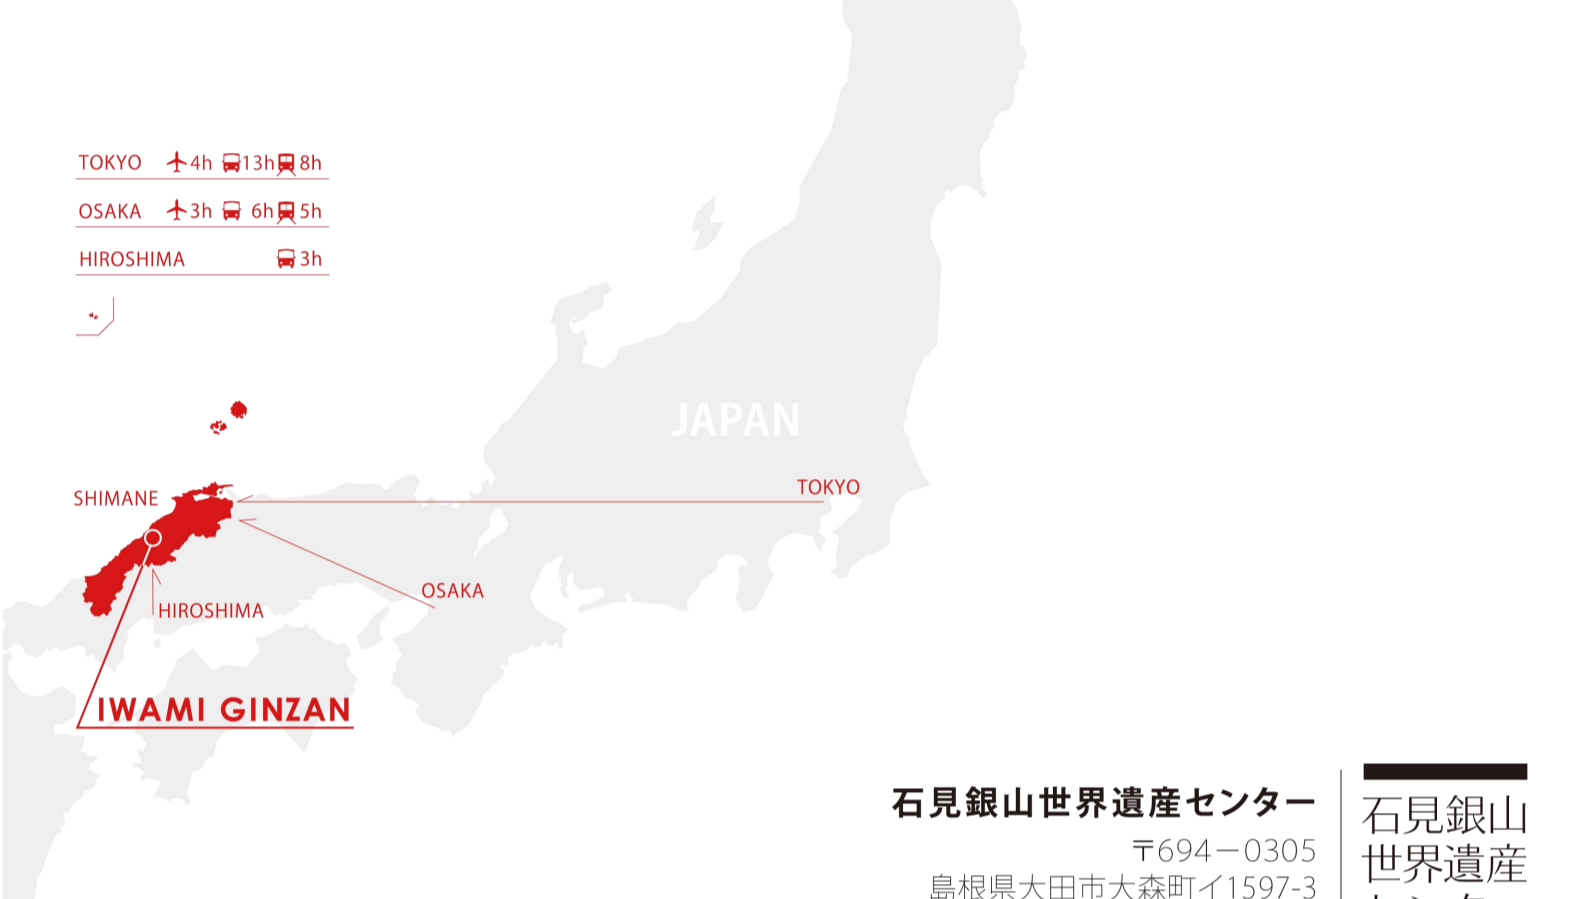 TOKYO 4h 13h 8h
OSAKA 3h 6h 5h
HIROSHIMA 3h
JAPAN
TOKYO
SHIMANE
OSAKA
HIROSHIMA
IWAMI GINZAN
石見銀山世界遺産センター
〒694-0305
島根県大田市大森町イ1597-3
石見銀山
世界遺産